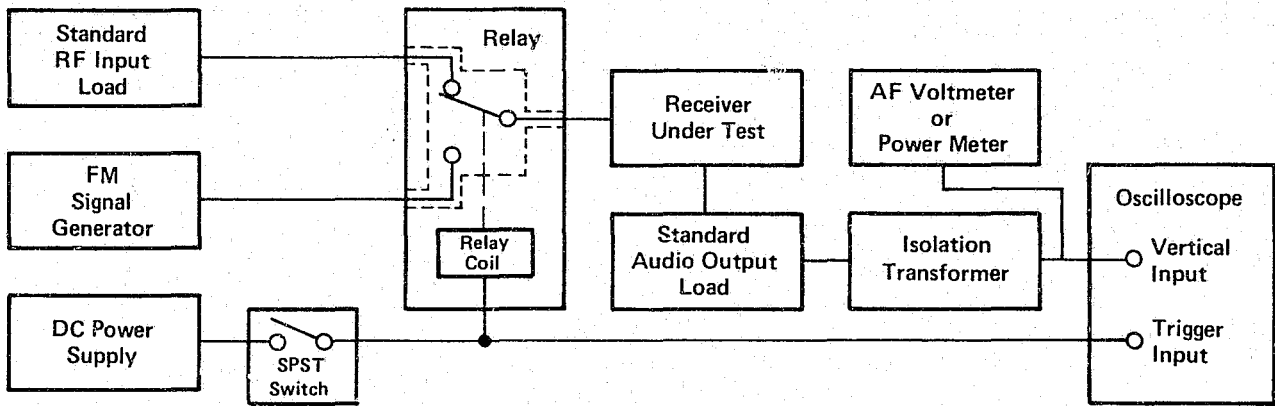 Standard
RF Input
Load
FM
Signal
Generator
DC Power
Supply
SPST
Switch
Relay
Relay
Coil
Receiver
Under Test
Standard
Audio Output
Load
AF Voltmeter
or
Power Meter
Isolation
Transformer
Oscilloscope
Vertical
Input
Trigger
Input